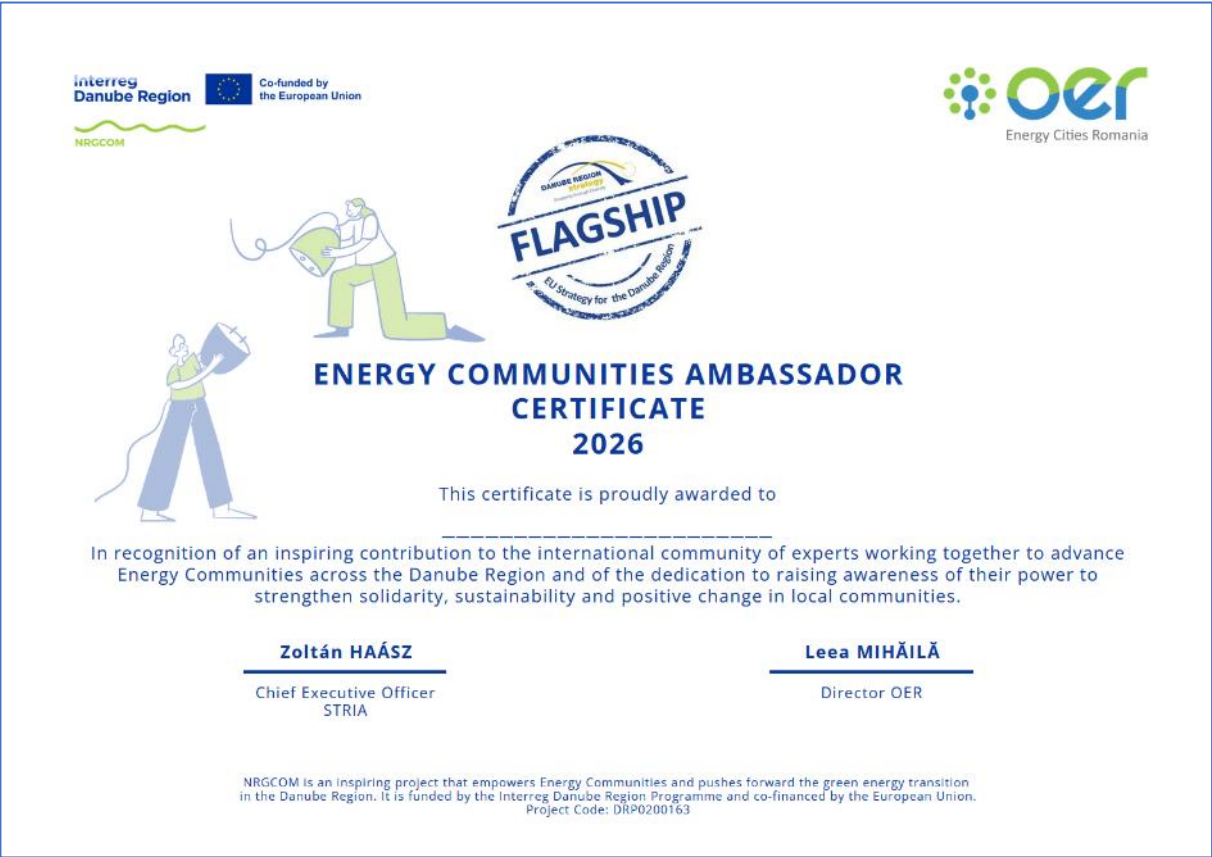 Interreg
Danube Region
Co-funded by
the European Union
NRGCOM
oer
Energy Cities Romania
DANUBE REGION
strategy
FLAGSHIP
EU Strategy for the Danube Region
ENERGY COMMUNITIES AMBASSADOR
CERTIFICATE
2026
This certificate is proudly awarded to
_______________________
In recognition of an inspiring contribution to the international community of experts working together to advance
Energy Communities across the Danube Region and of the dedication to raising awareness of their power to
strengthen solidarity, sustainability and positive change in local communities.
Zoltán HAÁSZ
Chief Executive Officer
STRIA
Leea MIHĂILĂ
Director OER
NRGCOM is an inspiring project that empowers Energy Communities and pushes forward the green energy transition
in the Danube Region. It is funded by the Interreg Danube Region Programme and co-financed by the European Union.
Project Code: DRP0200163